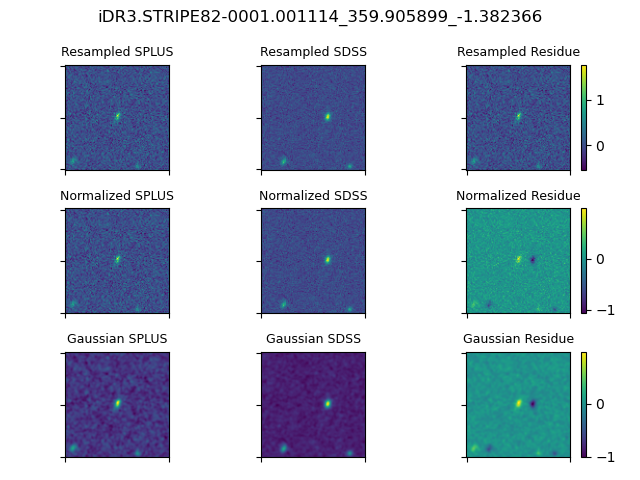 iDR3.STRIPE82-0001.001114_359.905899_-1.382366
Resampled SPLUS Resampled SDSS Resampled Residue
1
0
Normalized SPLUS Normalized SDSS Normalized Residue
0
−1
Gaussian SPLUS Gaussian SDSS Gaussian Residue
0
−1